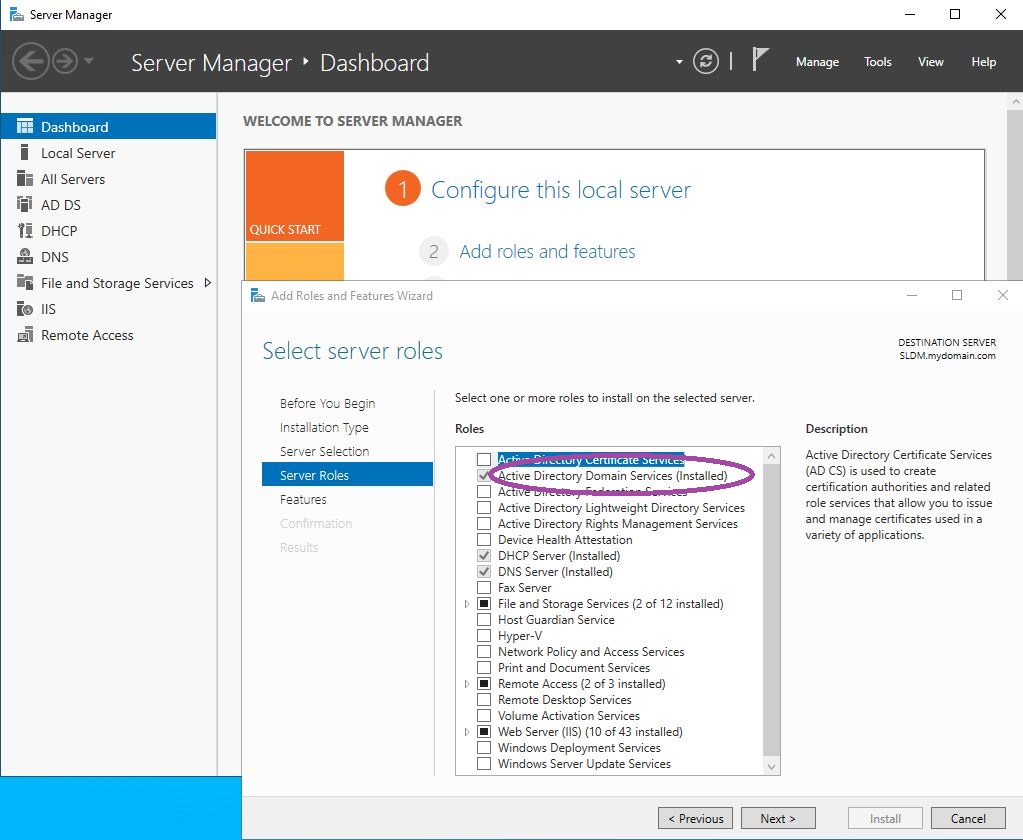 Server Manager
Server Manager ‣ Dashboard
Manage Tools View Help
Dashboard
Local Server
All Servers
AD DS
DHCP
DNS
File and Storage Services
IIS
Remote Access
WELCOME TO SERVER MANAGER
QUICK START
1 Configure this local server
2 Add roles and features
Add Roles and Features Wizard
Select server roles
DESTINATION SERVER
SLDM.mydomain.com
Before You Begin
Installation Type
Server Selection
Server Roles
Features
Confirmation
Results
Select one or more roles to install on the selected server.
Roles
Active Directory Certificate Services
Active Directory Domain Services (Installed)
Active Directory Federation Services
Active Directory Lightweight Directory Services
Active Directory Rights Management Services
Device Health Attestation
DHCP Server (Installed)
DNS Server (Installed)
Fax Server
File and Storage Services (2 of 12 installed)
Host Guardian Service
Hyper-V
Network Policy and Access Services
Print and Document Services
Remote Access (2 of 3 installed)
Remote Desktop Services
Volume Activation Services
Web Server (IIS) (10 of 43 installed)
Windows Deployment Services
Windows Server Update Services
Description
Active Directory Certificate Services
(AD CS) is used to create
certification authorities and related
role services that allow you to issue
and manage certificates used in a
variety of applications.
< Previous
Next >
Install
Cancel